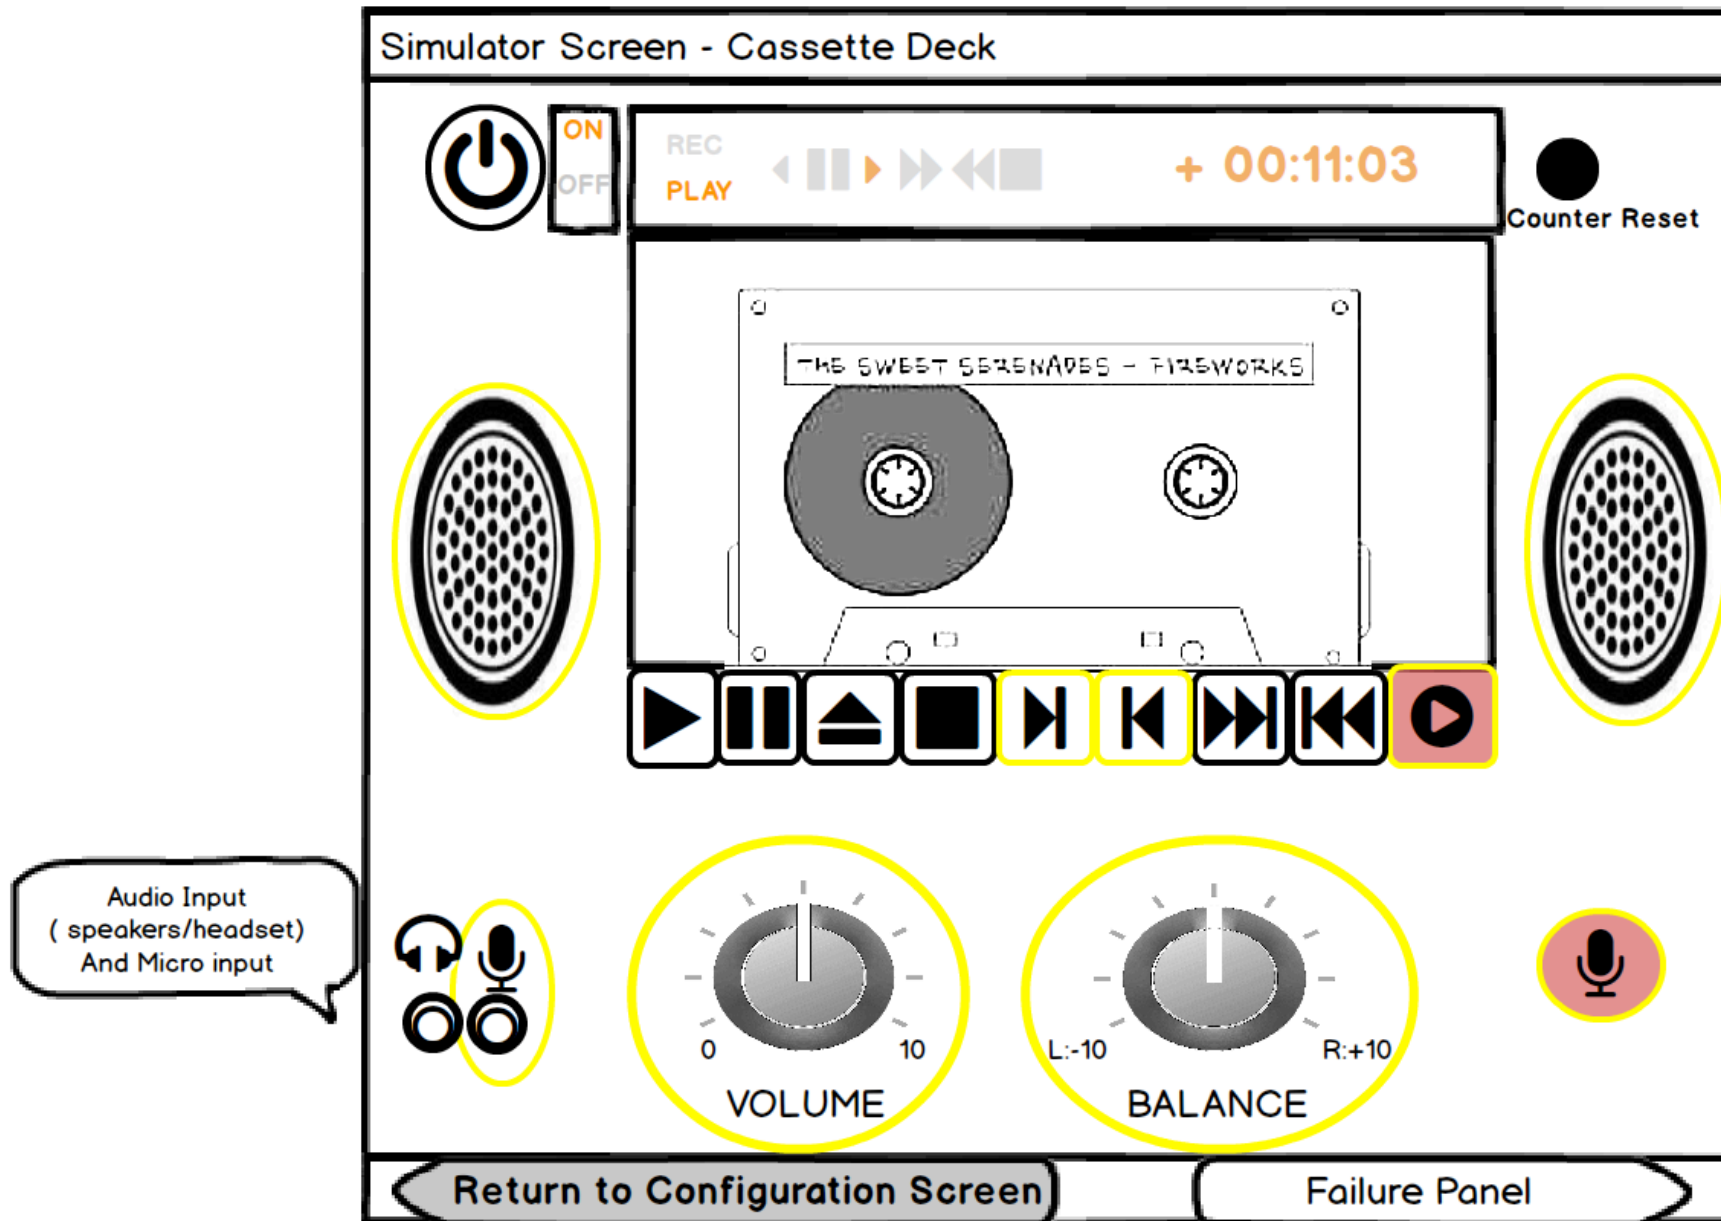 Simulator Screen - Cassette Deck
ON
OFF
REC
PLAY
+ 00:11:03
Counter Reset
THE SWEET SERENADES - FIREWORKS
Audio Input
( speakers/headset)
And Micro input
0
10
VOLUME
L:-10
R:+10
BALANCE
Return to Configuration Screen
Failure Panel